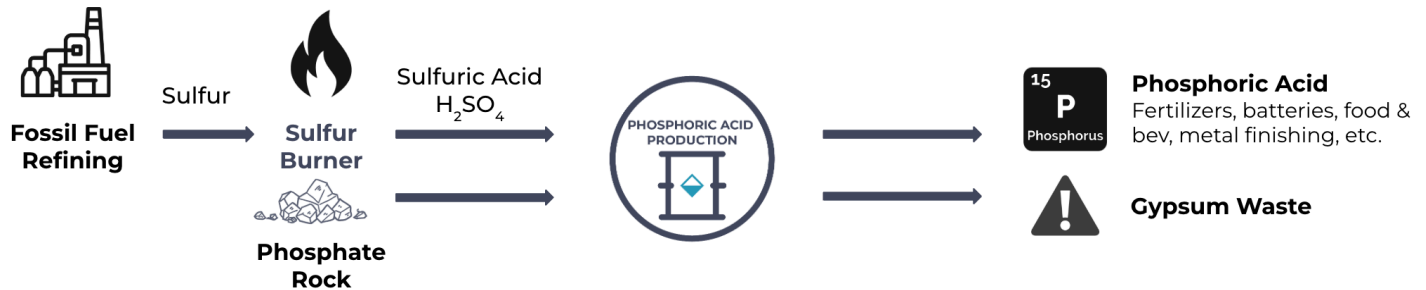 Fossil Fuel
Refining
Sulfur
Sulfur
Burner
Phosphate
Rock
Sulfuric Acid
H₂SO₄
PHOSPHORIC ACID
PRODUCTION
15
P
Phosphorus
Phosphoric Acid
Fertilizers, batteries, food &
bev, metal finishing, etc.
!
Gypsum Waste